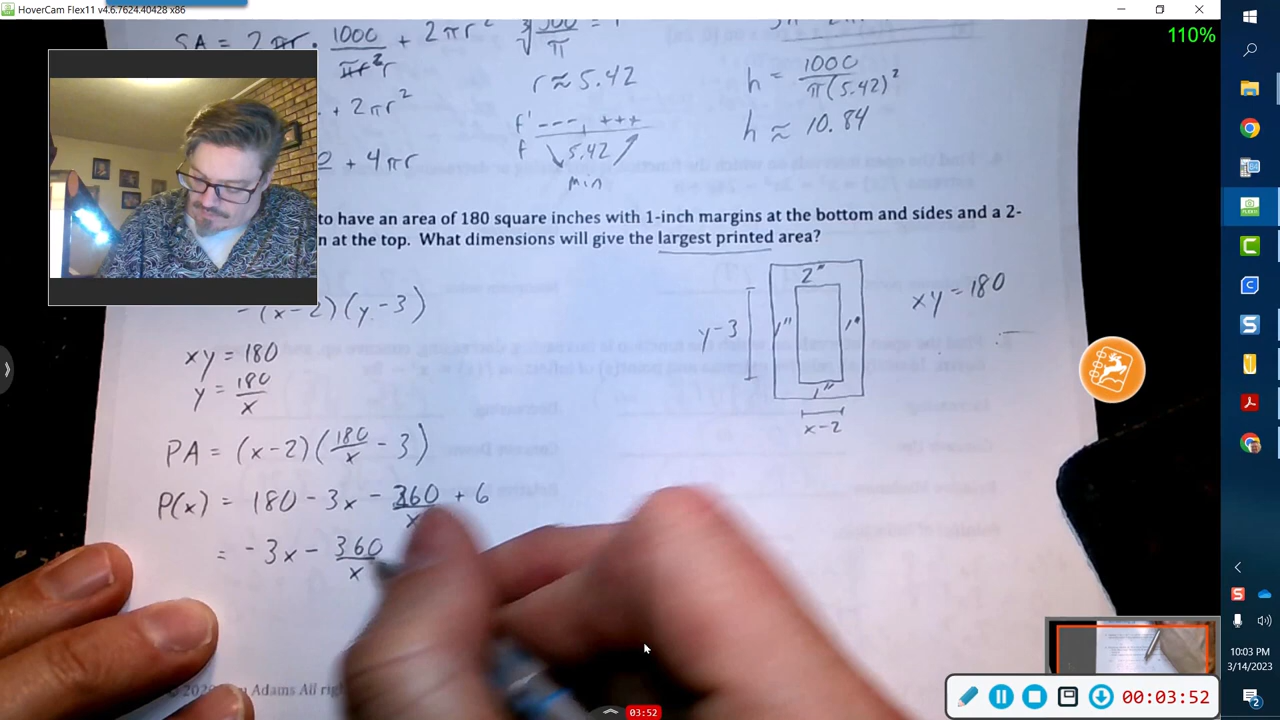 HoverCam Flex11
v4.6.7624.40428 x86
110%
SA = 2πr · 1000/πr² + 2πr²
∛500/π = r
r ≈ 5.42
h = 1000/π(5.42)²
h ≈ 10.84
+ 2πr²
f' - - - , + + +
f 5.42
min
+ 4πr
to have an area of 180 square inches with 1-inch margins at the bottom and sides and a 2-
n at the top. What dimensions will give the largest printed area?
(x-2)(y-3)
xy = 180
y = 180/x
PA = (x-2)(180/x - 3)
P(x) = 180 - 3x - 360/x + 6
= -3x - 360/x
2"
1"
1"
1"
y-3
x-2
xy = 180
Adams All rig
03:52
00:03:52
10:03 PM
3/14/2023
2